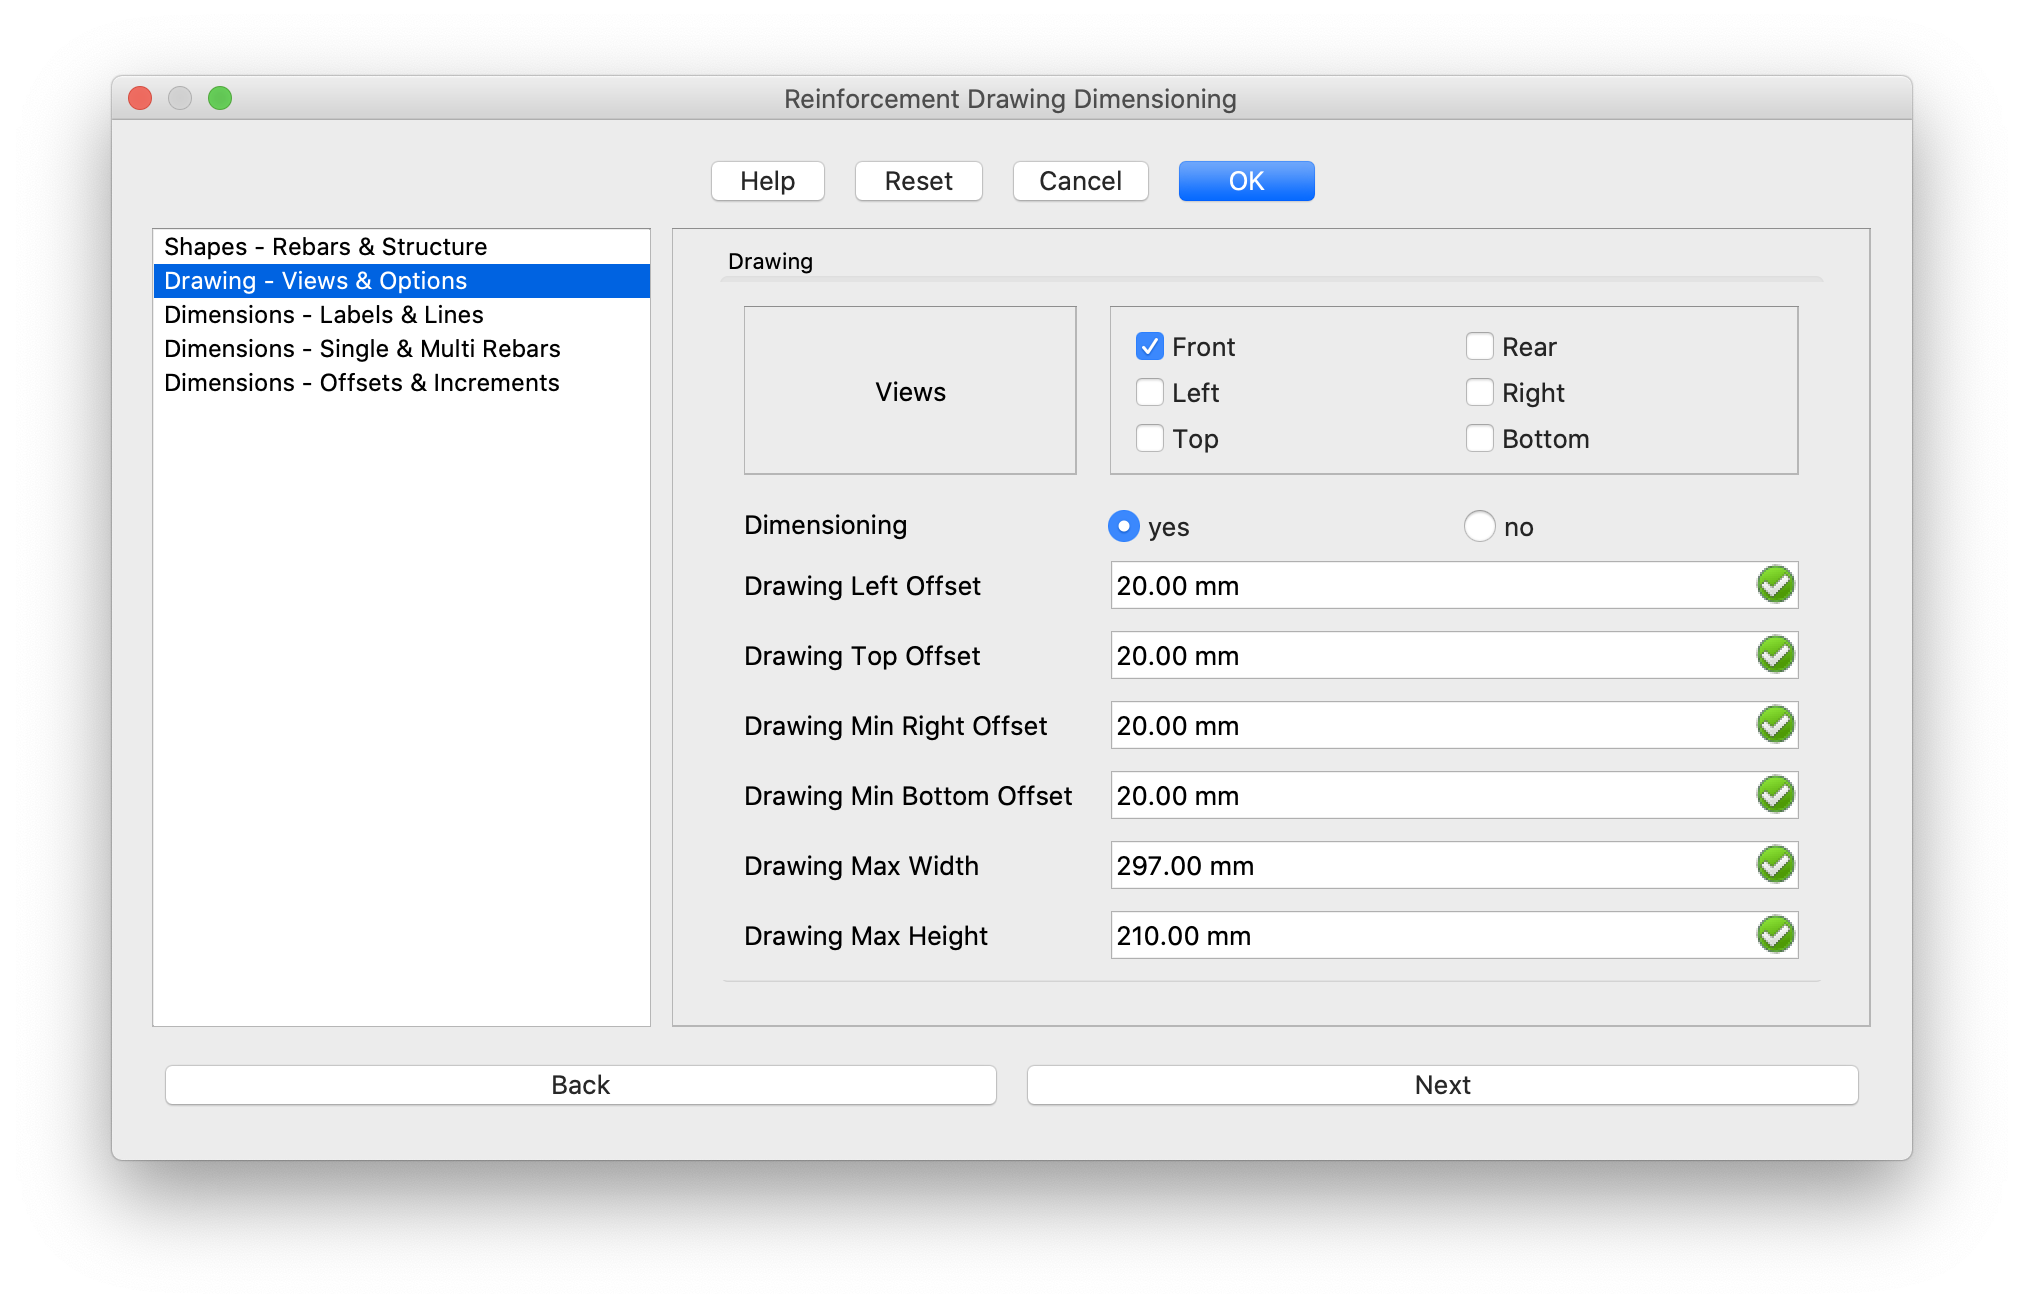 Reinforcement Drawing Dimensioning
Help Reset Cancel OK
Shapes - Rebars & Structure
Drawing - Views & Options
Dimensions - Labels & Lines
Dimensions - Single & Multi Rebars
Dimensions - Offsets & Increments
Drawing
Views
Front Rear
Left Right
Top Bottom
Dimensioning yes no
Drawing Left Offset 20.00 mm
Drawing Top Offset 20.00 mm
Drawing Min Right Offset 20.00 mm
Drawing Min Bottom Offset 20.00 mm
Drawing Max Width 297.00 mm
Drawing Max Height 210.00 mm
Back Next